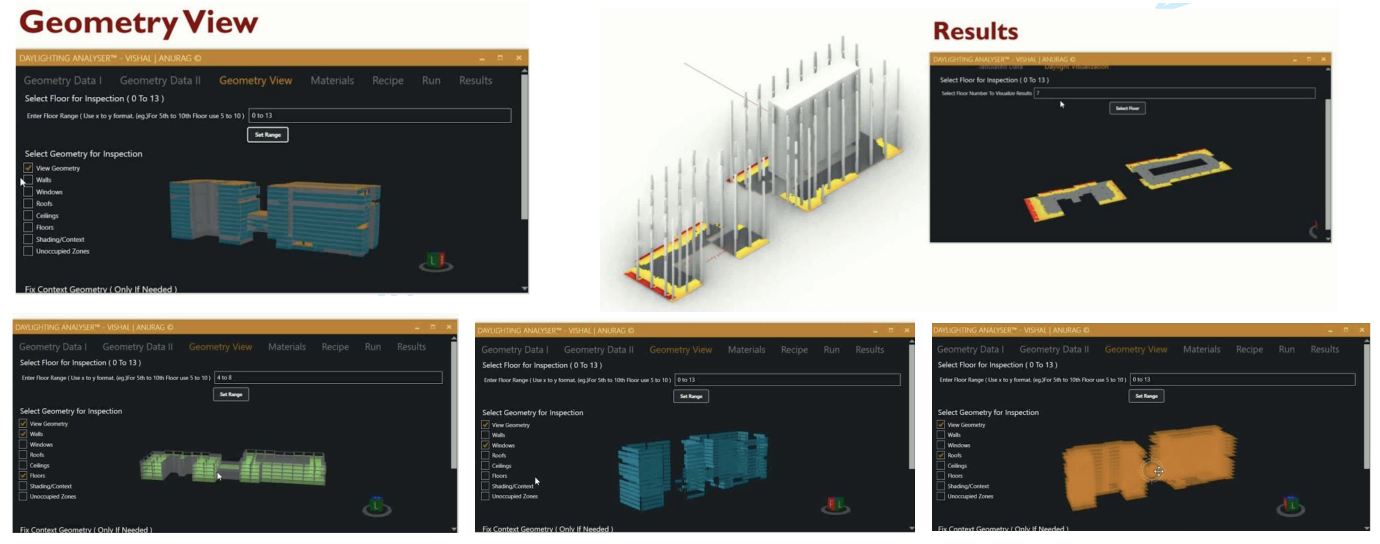 Geometry View
DAYLIGHTING ANALYSER™ - VISHAL | ANURAG ©
Geometry Data I Geometry Data II Geometry View Materials Recipe Run Results
Select Floor for Inspection ( 0 To 13 )
Enter Floor Range ( Use x to y format. (eg.)For 5th to 10th Floor use 5 to 10 ) 0 to 13
Set Range
Select Geometry for Inspection
View Geometry
Walls
Windows
Roofs
Ceilings
Floors
Shading/Context
Unoccupied Zones
Fix Context Geometry ( Only If Needed )
Results
DAYLIGHTING ANALYSER™ - VISHAL | ANURAG ©
Tabulated Data Daylight Visualization
Select Floor for Inspection ( 0 To 13 )
Select Floor Number To Visualize Results 7
Select Floor
DAYLIGHTING ANALYSER™ - VISHAL | ANURAG ©
Geometry Data I Geometry Data II Geometry View Materials Recipe Run Results
Select Floor for Inspection ( 0 To 13 )
Enter Floor Range ( Use x to y format. (eg.)For 5th to 10th Floor use 5 to 10 ) 4 to 8
Set Range
Select Geometry for Inspection
View Geometry
Walls
Windows
Roofs
Ceilings
Floors
Shading/Context
Unoccupied Zones
Fix Context Geometry ( Only If Needed )
DAYLIGHTING ANALYSER™ - VISHAL | ANURAG ©
Geometry Data I Geometry Data II Geometry View Materials Recipe Run Results
Select Floor for Inspection ( 0 To 13 )
Enter Floor Range ( Use x to y format. (eg.)For 5th to 10th Floor use 5 to 10 ) 0 to 13
Set Range
Select Geometry for Inspection
View Geometry
Walls
Windows
Roofs
Ceilings
Floors
Shading/Context
Unoccupied Zones
Fix Context Geometry ( Only If Needed )
DAYLIGHTING ANALYSER™ - VISHAL | ANURAG ©
Geometry Data I Geometry Data II Geometry View Materials Recipe Run Results
Select Floor for Inspection ( 0 To 13 )
Enter Floor Range ( Use x to y format. (eg.)For 5th to 10th Floor use 5 to 10 ) 0 to 13
Set Range
Select Geometry for Inspection
View Geometry
Walls
Windows
Roofs
Ceilings
Floors
Shading/Context
Unoccupied Zones
Fix Context Geometry ( Only If Needed )